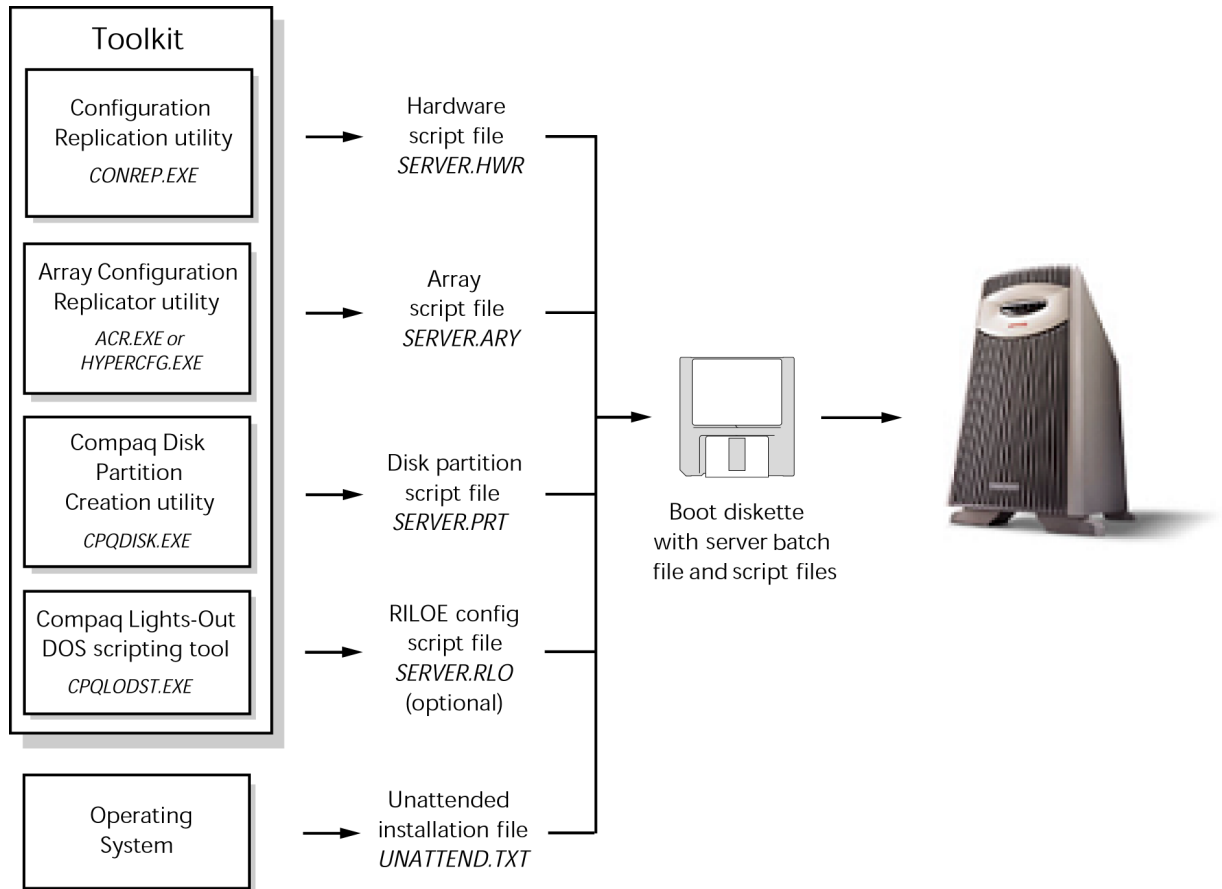 Toolkit
Configuration
Replication utility
CONREP.EXE
Hardware
script file
SERVER.HWR
Array Configuration
Replicator utility
ACR.EXE or
HYPERCFG.EXE
Array
script file
SERVER.ARY
Compaq Disk
Partition
Creation utility
CPQDISK.EXE
Disk partition
script file
SERVER.PRT
Compaq Lights-Out
DOS scripting tool
CPQLODST.EXE
RILOE config
script file
SERVER.RLO
(optional)
Operating
System
Unattended
installation file
UNATTEND.TXT
Boot diskette
with server batch
file and script files